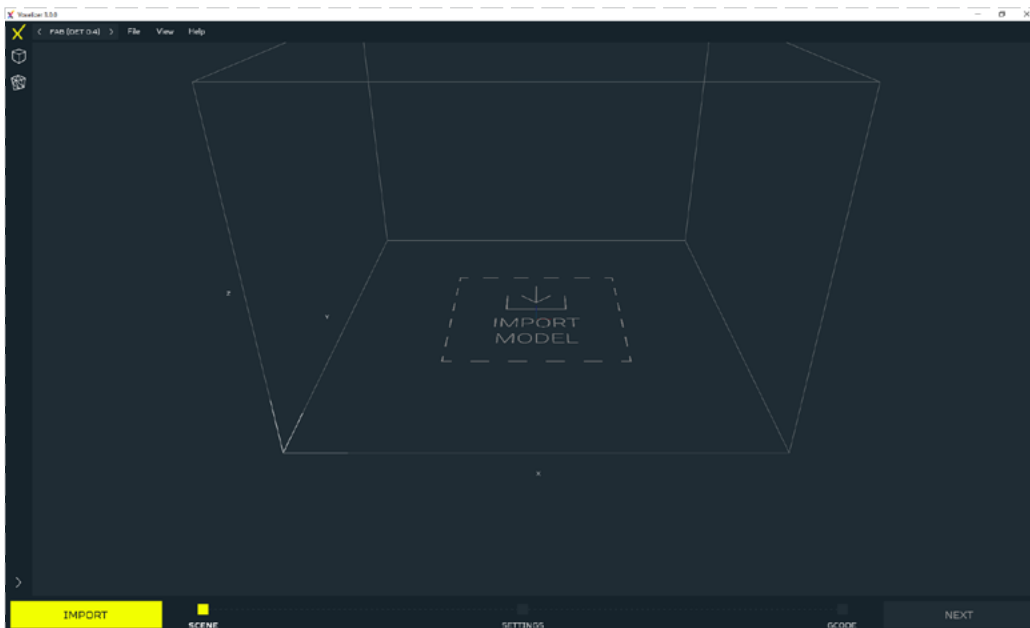 Voxelizer 3.0.0
< FAB (DET 0.4) > File View Help
Z
Y
IMPORT
MODEL
X
IMPORT
SCENE
SETTINGS
GCODE
NEXT